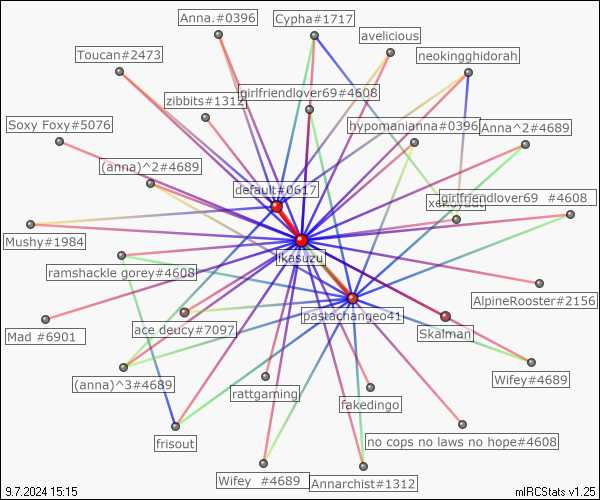 Anna.#0396
Cypha#1717
avelicious
Toucan#2473
neokingghidorah
girlfriendlover69#4608
zibbits#1312
Soxy Foxy#5076
hypomanianna#0396
Anna^2#4689
(anna)^2#4689
default#0617
girlfriendlover69 #4608
Mushy#1984
ikasuzu
ramshackle gorey#4608
AlpineRooster#2156
pastachangeo41
Mad #6901
ace deucy#7097
Skalman
(anna)^3#4689
Wifey#4689
rattgaming
fakedingo
frisout
no cops no laws no hope#4608
Wifey #4689
Annarchist#1312
9.7.2024 15:15
mIRCStats v1.25